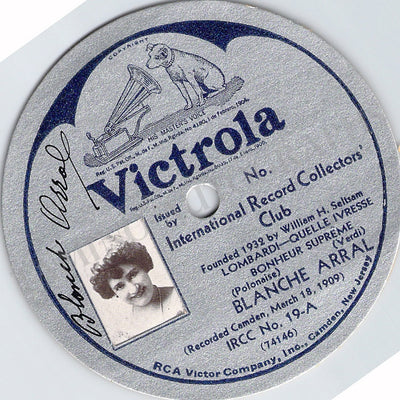 COPYRIGHT
HIS MASTER'S VOICE
Victrola
Blanch Arral
Issued by
No.
International Record Collectors'
Club
Founded 1932 by William H. Seltsam
LOMBARDI—QUELLE IVRESSE
BONHEUR SUPRÊME
(Polonaise) (Verdi)
BLANCHE ARRAL
(Recorded Camden, March 18, 1909)
IRCC No. 19-A
(74146)
RCA Victor Company, Inc., Camden, New Jersey